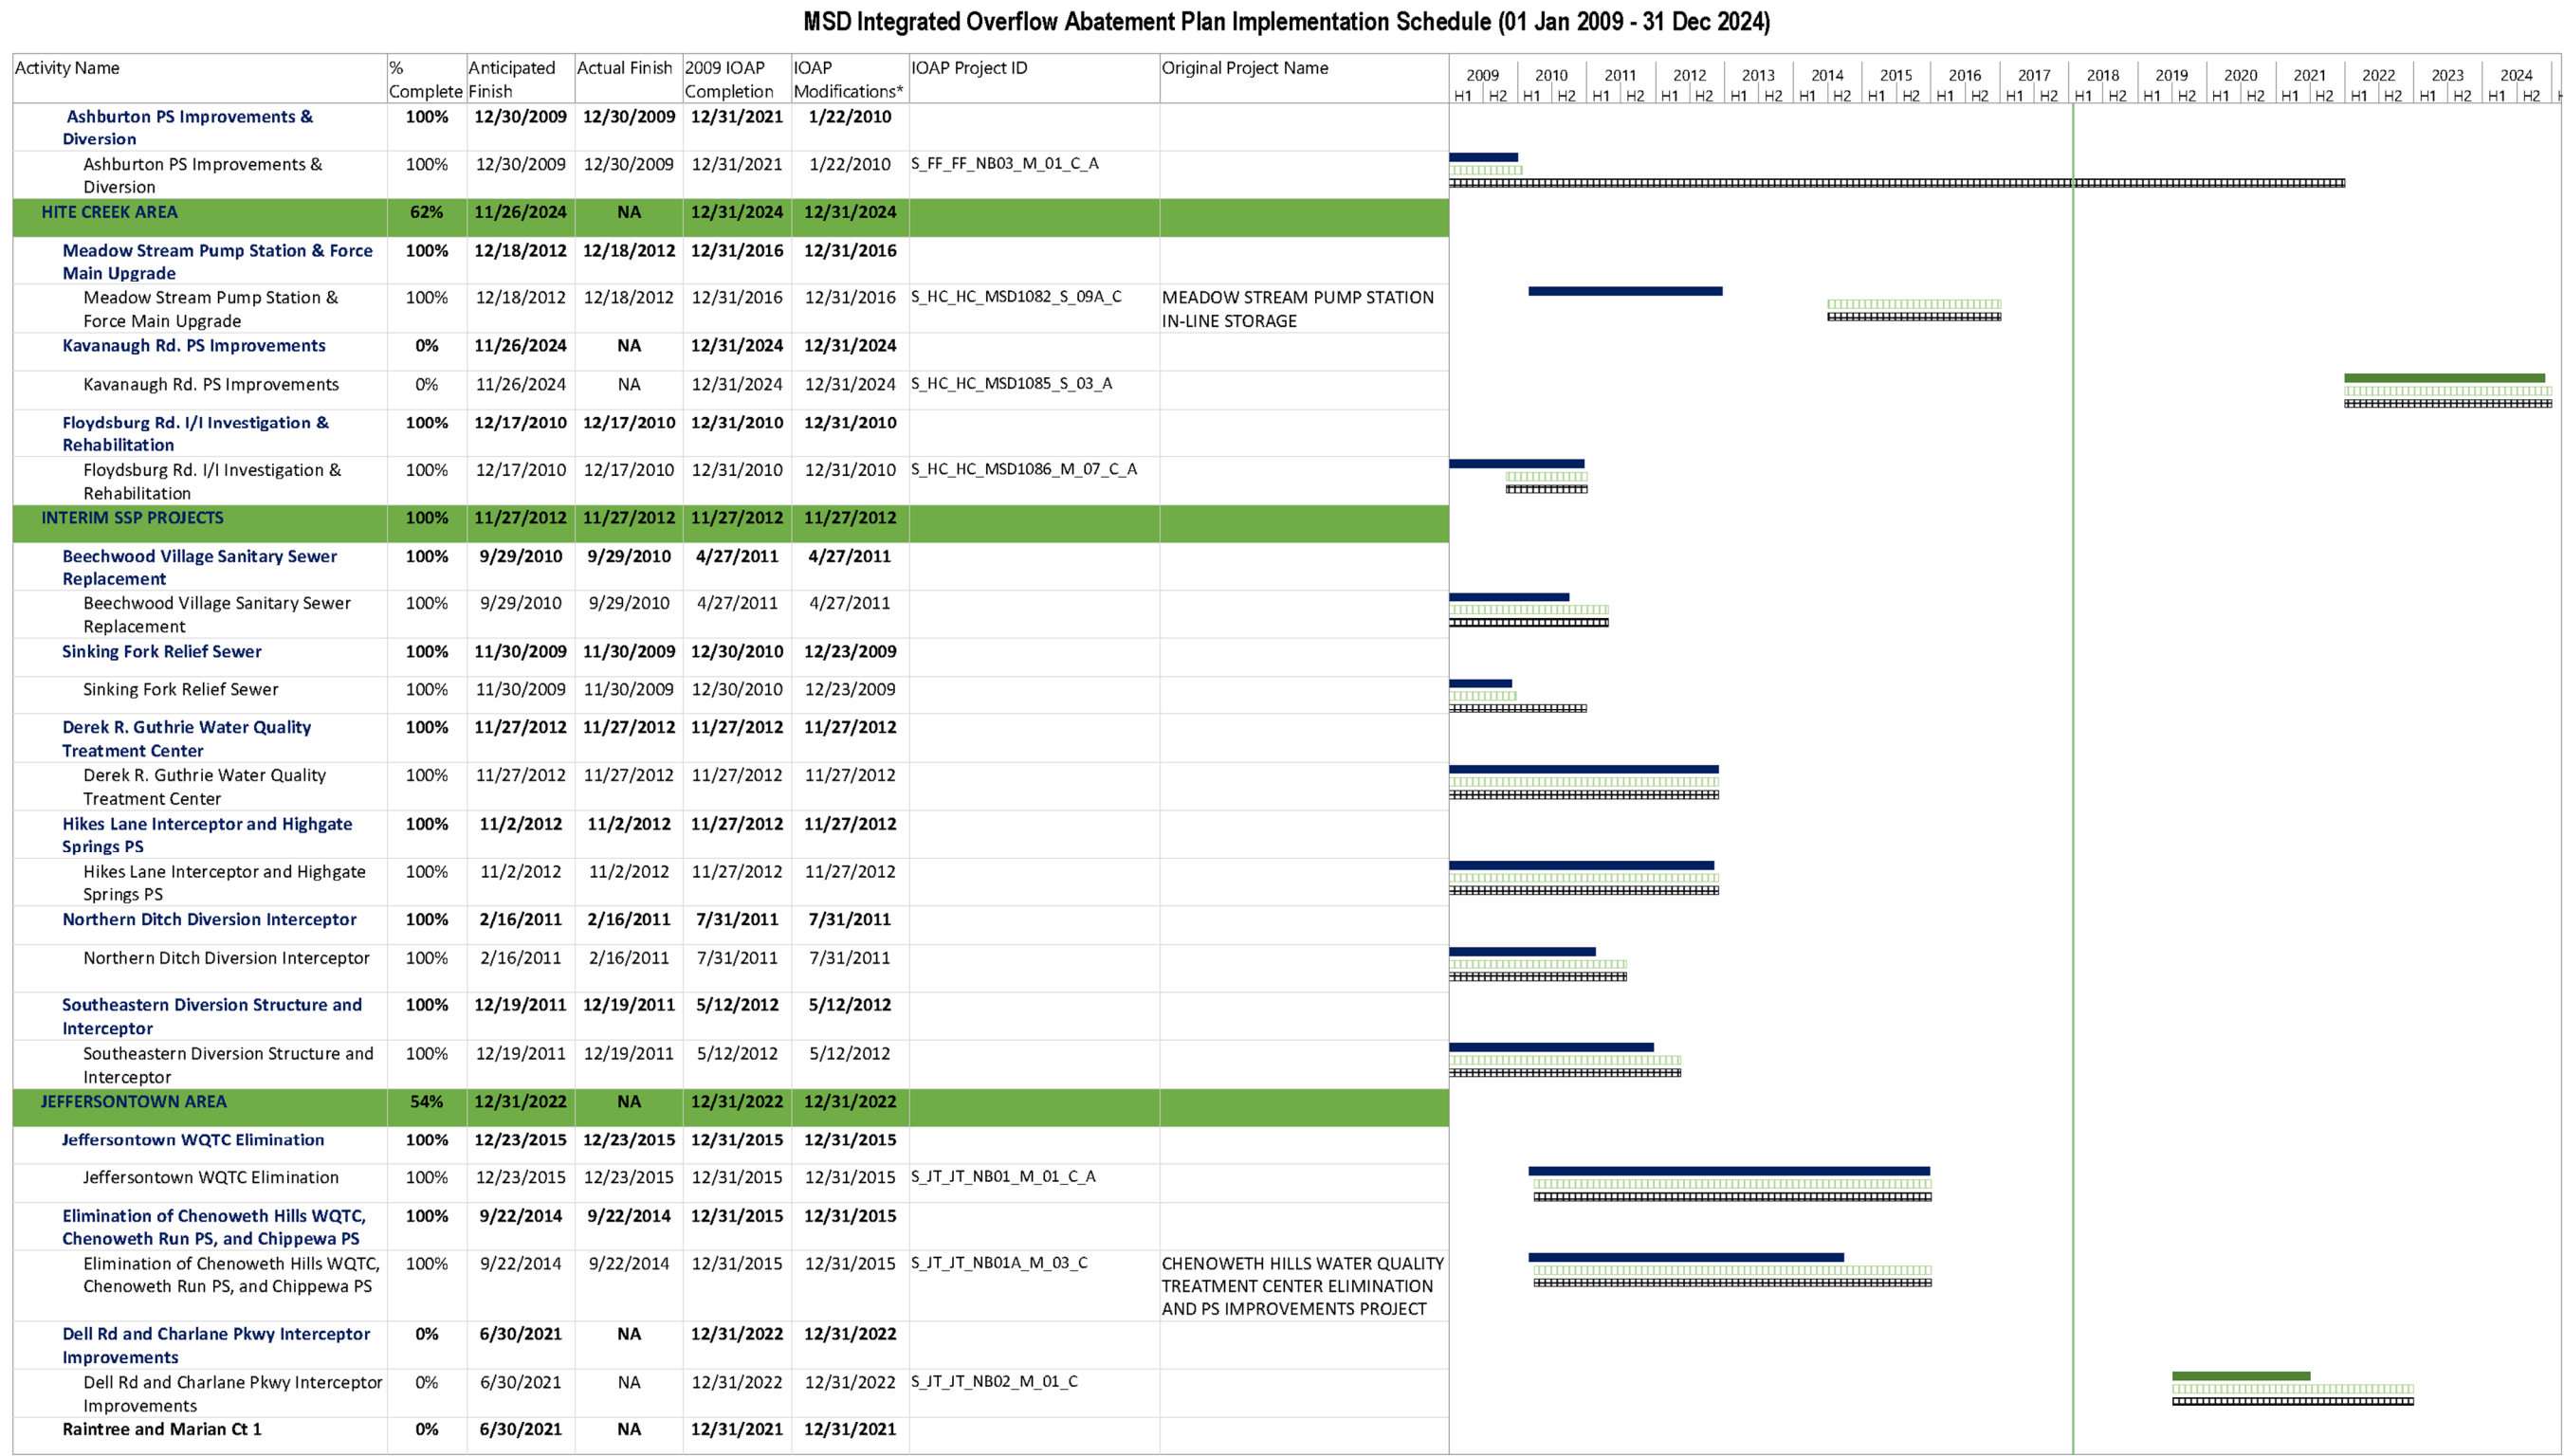 MSD Integrated Overflow Abatement Plan Implementation Schedule (01 Jan 2009 - 31 Dec 2024)
Activity Name % Complete Anticipated Finish Actual Finish 2009 IOAP Completion IOAP Modifications* IOAP Project ID Original Project Name
2009 2010 2011 2012 2013 2014 2015 2016 2017 2018 2019 2020 2021 2022 2023 2024
H1 H2 H1 H2 H1 H2 H1 H2 H1 H2 H1 H2 H1 H2 H1 H2 H1 H2 H1 H2 H1 H2 H1 H2 H1 H2 H1 H2 H1 H2 H1 H2
Ashburton PS Improvements & 100% 12/30/2009 12/30/2009 12/31/2021 1/22/2010
Diversion
Ashburton PS Improvements & 100% 12/30/2009 12/30/2009 12/31/2021 1/22/2010 S_FF_FF_NB03_M_01_C_A
Diversion
HITE CREEK AREA 62% 11/26/2024 NA 12/31/2024 12/31/2024
Meadow Stream Pump Station & Force 100% 12/18/2012 12/18/2012 12/31/2016 12/31/2016
Main Upgrade
Meadow Stream Pump Station & 100% 12/18/2012 12/18/2012 12/31/2016 12/31/2016 S_HC_HC_MSD1082_S_09A_C MEADOW STREAM PUMP STATION
Force Main Upgrade IN-LINE STORAGE
Kavanaugh Rd. PS Improvements 0% 11/26/2024 NA 12/31/2024 12/31/2024
Kavanaugh Rd. PS Improvements 0% 11/26/2024 NA 12/31/2024 12/31/2024 S_HC_HC_MSD1085_S_03_A
Floydsburg Rd. I/I Investigation & 100% 12/17/2010 12/17/2010 12/31/2010 12/31/2010
Rehabilitation
Floydsburg Rd. I/I Investigation & 100% 12/17/2010 12/17/2010 12/31/2010 12/31/2010 S_HC_HC_MSD1086_M_07_C_A
Rehabilitation
INTERIM SSP PROJECTS 100% 11/27/2012 11/27/2012 11/27/2012 11/27/2012
Beechwood Village Sanitary Sewer 100% 9/29/2010 9/29/2010 4/27/2011 4/27/2011
Replacement
Beechwood Village Sanitary Sewer 100% 9/29/2010 9/29/2010 4/27/2011 4/27/2011
Replacement
Sinking Fork Relief Sewer 100% 11/30/2009 11/30/2009 12/30/2010 12/23/2009
Sinking Fork Relief Sewer 100% 11/30/2009 11/30/2009 12/30/2010 12/23/2009
Derek R. Guthrie Water Quality 100% 11/27/2012 11/27/2012 11/27/2012 11/27/2012
Treatment Center
Derek R. Guthrie Water Quality 100% 11/27/2012 11/27/2012 11/27/2012 11/27/2012
Treatment Center
Hikes Lane Interceptor and Highgate 100% 11/2/2012 11/2/2012 11/27/2012 11/27/2012
Springs PS
Hikes Lane Interceptor and Highgate 100% 11/2/2012 11/2/2012 11/27/2012 11/27/2012
Springs PS
Northern Ditch Diversion Interceptor 100% 2/16/2011 2/16/2011 7/31/2011 7/31/2011
Northern Ditch Diversion Interceptor 100% 2/16/2011 2/16/2011 7/31/2011 7/31/2011
Southeastern Diversion Structure and 100% 12/19/2011 12/19/2011 5/12/2012 5/12/2012
Interceptor
Southeastern Diversion Structure and 100% 12/19/2011 12/19/2011 5/12/2012 5/12/2012
Interceptor
JEFFERSONTOWN AREA 54% 12/31/2022 NA 12/31/2022 12/31/2022
Jeffersontown WQTC Elimination 100% 12/23/2015 12/23/2015 12/31/2015 12/31/2015
Jeffersontown WQTC Elimination 100% 12/23/2015 12/23/2015 12/31/2015 12/31/2015 S_JT_JT_NB01_M_01_C_A
Elimination of Chenoweth Hills WQTC, 100% 9/22/2014 9/22/2014 12/31/2015 12/31/2015
Chenoweth Run PS, and Chippewa PS
Elimination of Chenoweth Hills WQTC, 100% 9/22/2014 9/22/2014 12/31/2015 12/31/2015 S_JT_JT_NB01A_M_03_C CHENOWETH HILLS WATER QUALITY
Chenoweth Run PS, and Chippewa PS TREATMENT CENTER ELIMINATION
AND PS IMPROVEMENTS PROJECT
Dell Rd and Charlane Pkwy Interceptor 0% 6/30/2021 NA 12/31/2022 12/31/2022
Improvements
Dell Rd and Charlane Pkwy Interceptor 0% 6/30/2021 NA 12/31/2022 12/31/2022 S_JT_JT_NB02_M_01_C
Improvements
Raintree and Marian Ct 1 0% 6/30/2021 NA 12/31/2021 12/31/2021